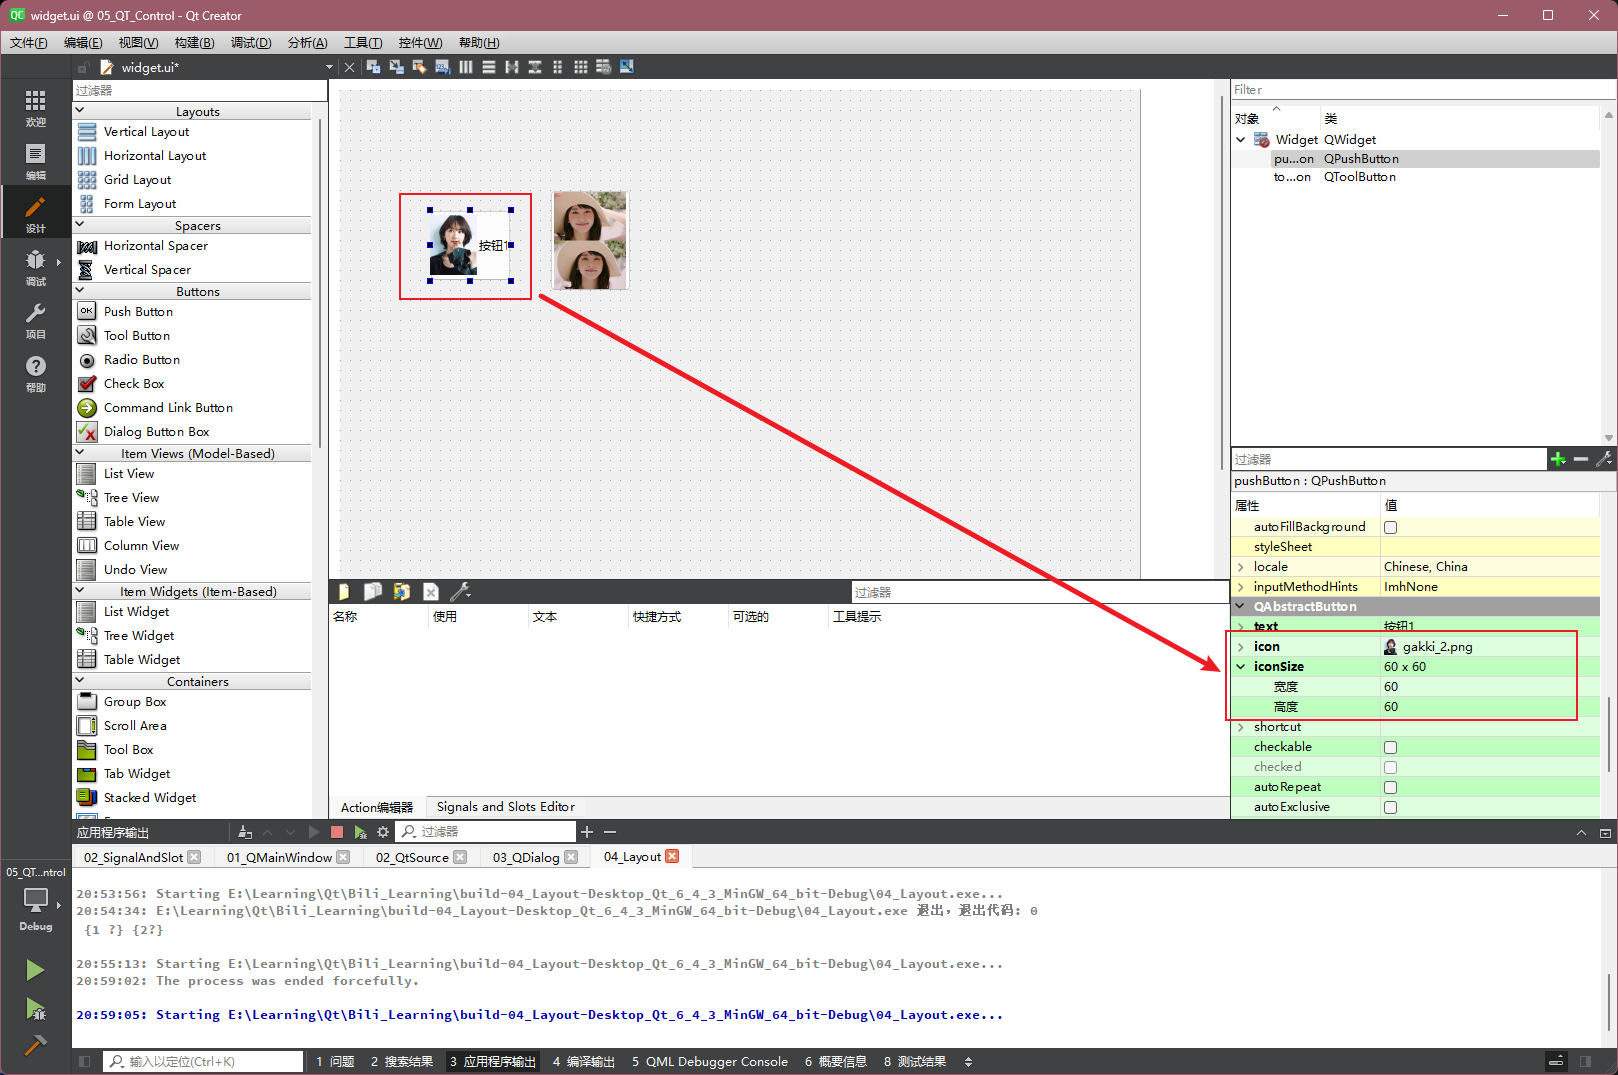 widget.ui @ 05_QT_Control - Qt Creator
文件(F) 编辑(E) 视图(V) 构建(B) 调试(D) 分析(A) 工具(T) 控件(W) 帮助(H)
widget.ui*
欢迎
编辑
设计
调试
项目
帮助
05_QT...ntrol
Debug
过滤器
Layouts
Vertical Layout
Horizontal Layout
Grid Layout
Form Layout
Spacers
Horizontal Spacer
Vertical Spacer
Buttons
OK Push Button
Tool Button
Radio Button
Check Box
Command Link Button
Dialog Button Box
Item Views (Model-Based)
List View
Tree View
Table View
Column View
Undo View
Item Widgets (Item-Based)
List Widget
Tree Widget
Table Widget
Containers
Group Box
Scroll Area
Tool Box
Tab Widget
Stacked Widget
按钮1
过滤器
名称 使用 文本 快捷方式 可选的 工具提示
Action编辑器 Signals and Slots Editor
Filter
对象 类
Widget QWidget
pu...on QPushButton
to...on QToolButton
过滤器
pushButton : QPushButton
属性 值
autoFillBackground
styleSheet
locale Chinese, China
inputMethodHints ImhNone
QAbstractButton
text 按钮1
icon gakki_2.png
iconSize 60 x 60
宽度 60
高度 60
shortcut
checkable
checked
autoRepeat
autoExclusive
应用程序输出 过滤器
02_SignalAndSlot 01_QMainWindow 02_QtSource 03_QDialog 04_Layout
20:53:56: Starting E:\Learning\Qt\Bili_Learning\build-04_Layout-Desktop_Qt_6_4_3_MinGW_64_bit-Debug\04_Layout.exe...
20:54:34: E:\Learning\Qt\Bili_Learning\build-04_Layout-Desktop_Qt_6_4_3_MinGW_64_bit-Debug\04_Layout.exe 退出，退出代码: 0
{1 ?} {2?}
20:55:13: Starting E:\Learning\Qt\Bili_Learning\build-04_Layout-Desktop_Qt_6_4_3_MinGW_64_bit-Debug\04_Layout.exe...
20:59:02: The process was ended forcefully.
20:59:05: Starting E:\Learning\Qt\Bili_Learning\build-04_Layout-Desktop_Qt_6_4_3_MinGW_64_bit-Debug\04_Layout.exe...
输入以定位(Ctrl+K) 1 问题 2 搜索结果 3 应用程序输出 4 编译输出 5 QML Debugger Console 6 概要信息 8 测试结果